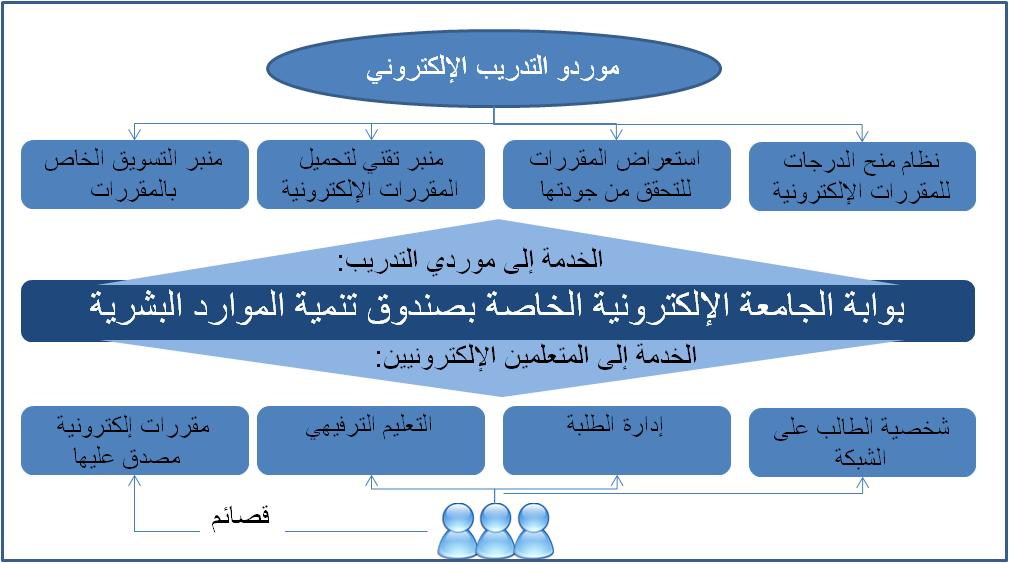 موردو التدريب الإلكتروني
نظام منح الدرجات
للمقررات الإلكترونية
استعراض المقررات
للتحقق من جودتها
منبر تقني لتحميل
المقررات الإلكترونية
منبر التسويق الخاص
بالمقررات
الخدمة إلى موردي التدريب:
بوابة الجامعة الإلكترونية الخاصة بصندوق تنمية الموارد البشرية
الخدمة إلى المتعلمين الإلكترونيين:
شخصية الطالب على
الشبكة
إدارة الطلبة
التعليم الترفيهي
مقررات إلكترونية
مصدق عليها
قصائم